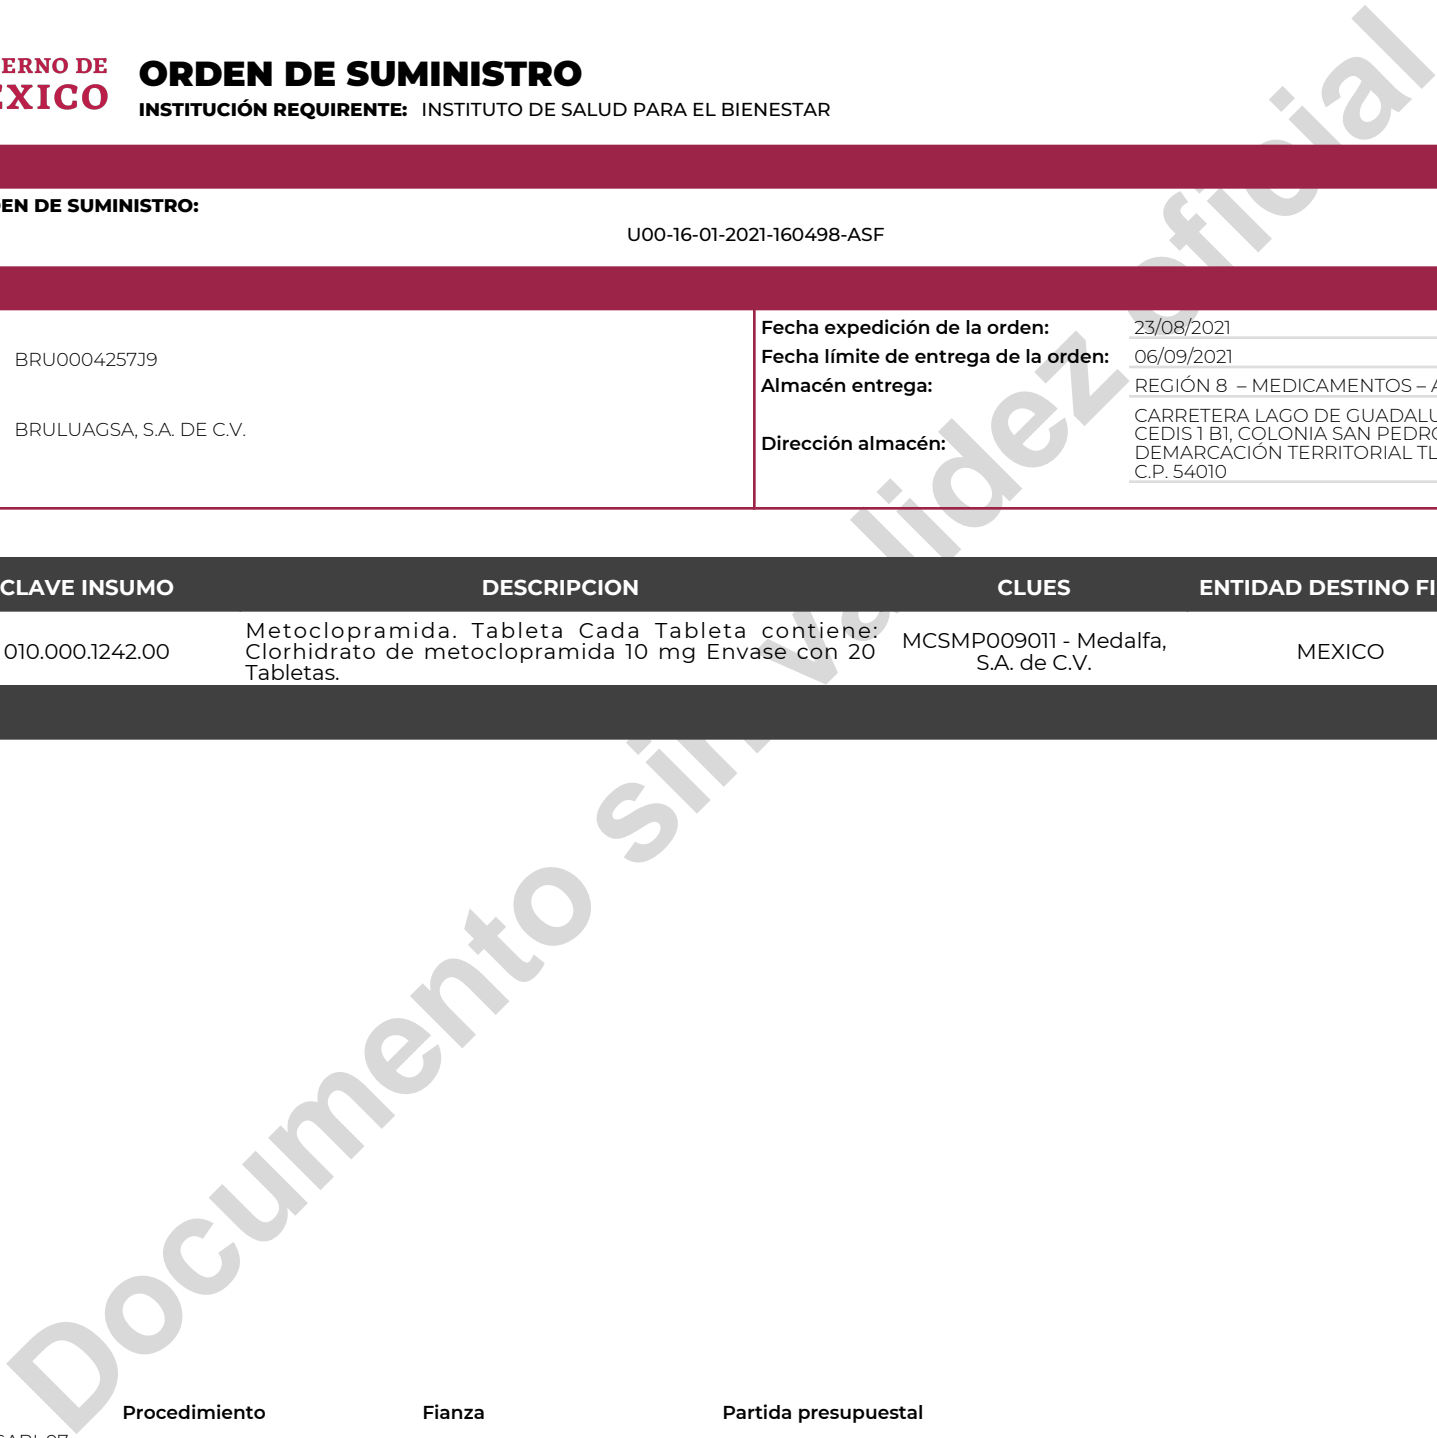 ERNO DE
EXICO
ORDEN DE SUMINISTRO
INSTITUCIÓN REQUIRENTE: INSTITUTO DE SALUD PARA EL BIENESTAR
EN DE SUMINISTRO:
U00-16-01-2021-160498-ASF
BRU0004257J9
BRULUAGSA, S.A. DE C.V.
Fecha expedición de la orden: 23/08/2021
Fecha límite de entrega de la orden: 06/09/2021
Almacén entrega: REGIÓN 8 – MEDICAMENTOS – A
Dirección almacén:
CARRETERA LAGO DE GUADALU
CEDIS 1 B1, COLONIA SAN PEDRO
DEMARCACIÓN TERRITORIAL TL
C.P. 54010
CLAVE INSUMO DESCRIPCION CLUES ENTIDAD DESTINO FI
010.000.1242.00
Metoclopramida. Tableta Cada Tableta contiene:
Clorhidrato de metoclopramida 10 mg Envase con 20
Tabletas.
MCSMP009011 - Medalfa,
S.A. de C.V.
MEXICO
Documento sin validez oficial
Procedimiento Fianza Partida presupuestal